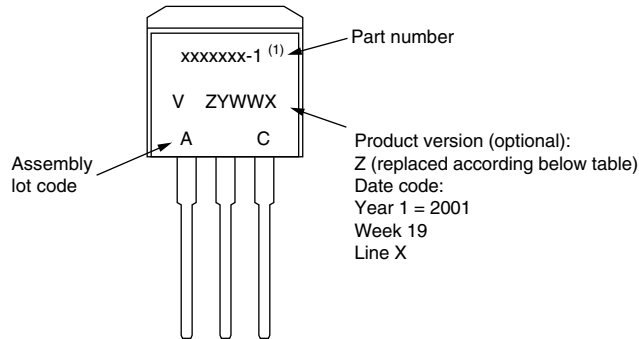 xxxxxxx-1 (1)
Part number
V ZYWWX
A C
Assembly
lot code
Product version (optional):
Z (replaced according below table)
Date code:
Year 1 = 2001
Week 19
Line X